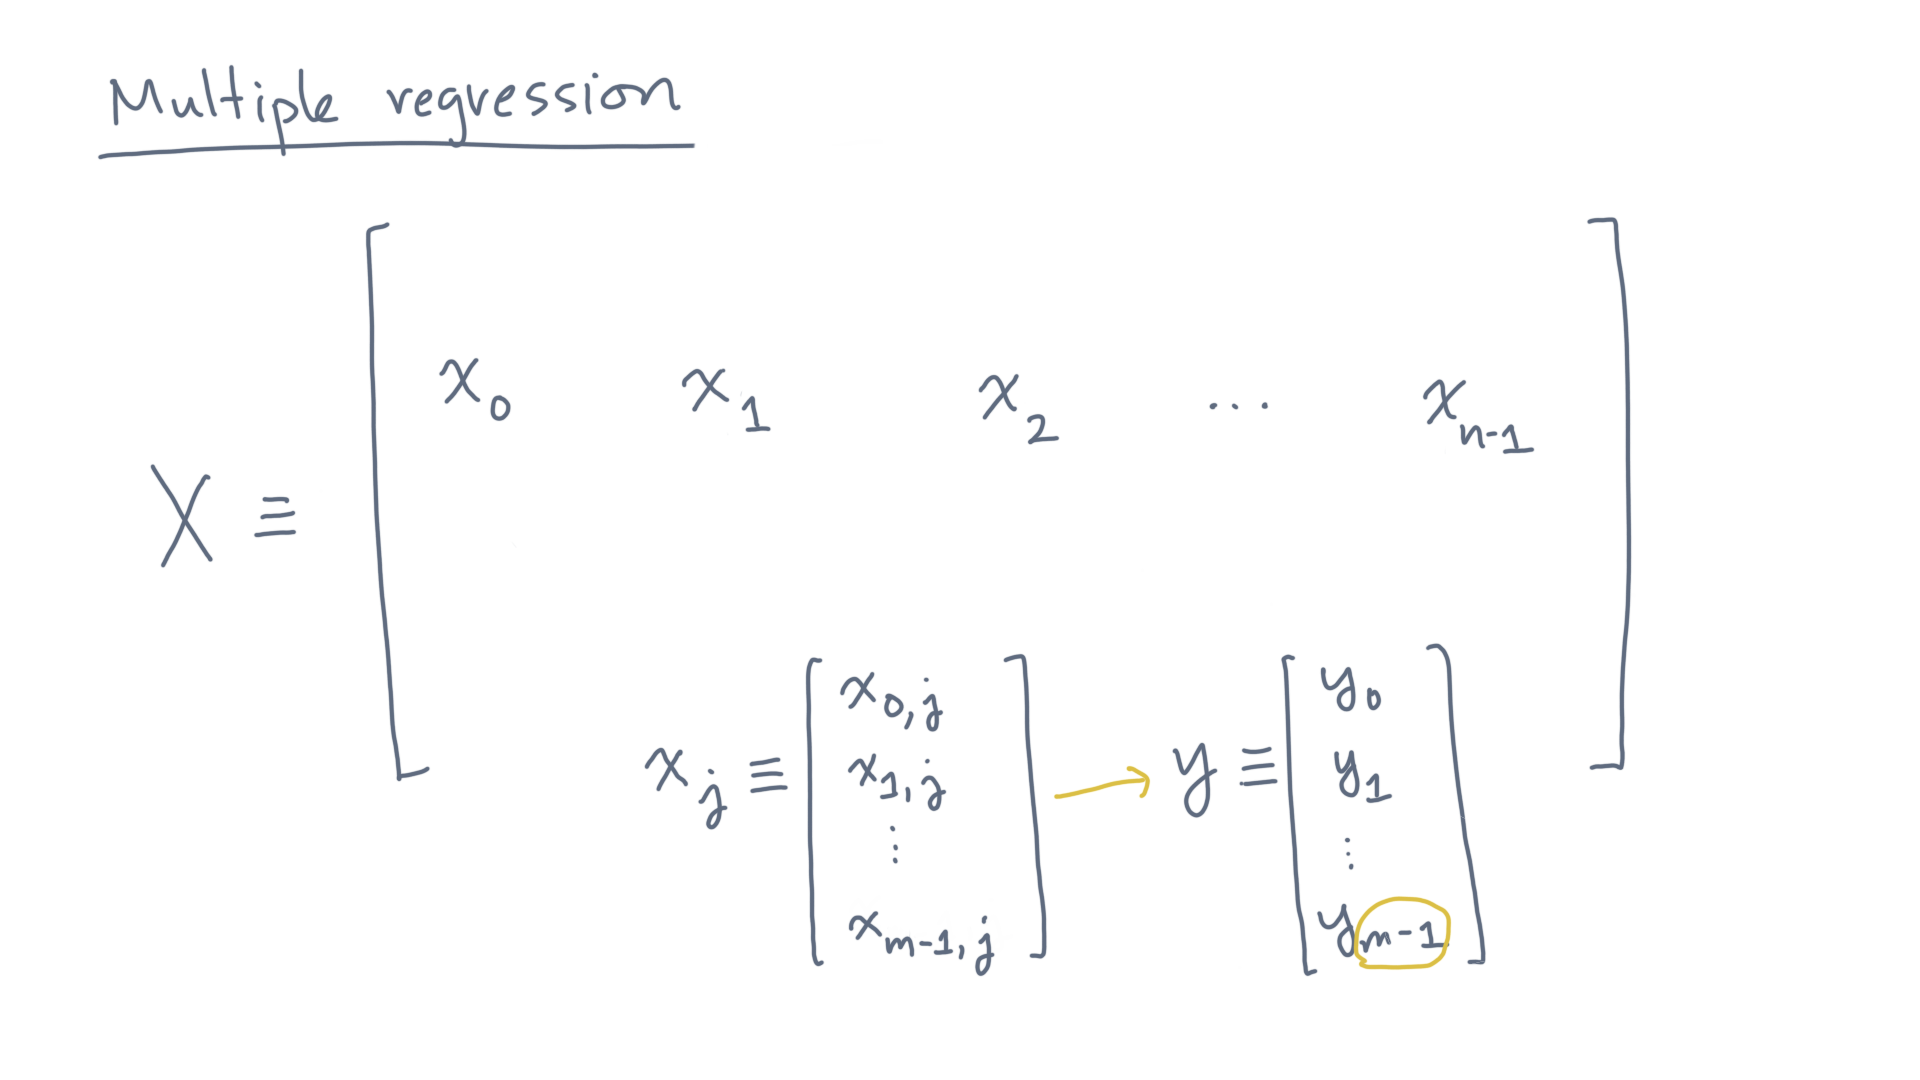 Multiple regression
X ≡ [ x₀ x₁ x₂ ... xₙ₋₁ ]
xⱼ ≡ [ x₀,ⱼ x₁,ⱼ ⋮ xₘ₋₁,ⱼ ] → y ≡ [ y₀ y₁ ⋮ yₘ₋₁ ]